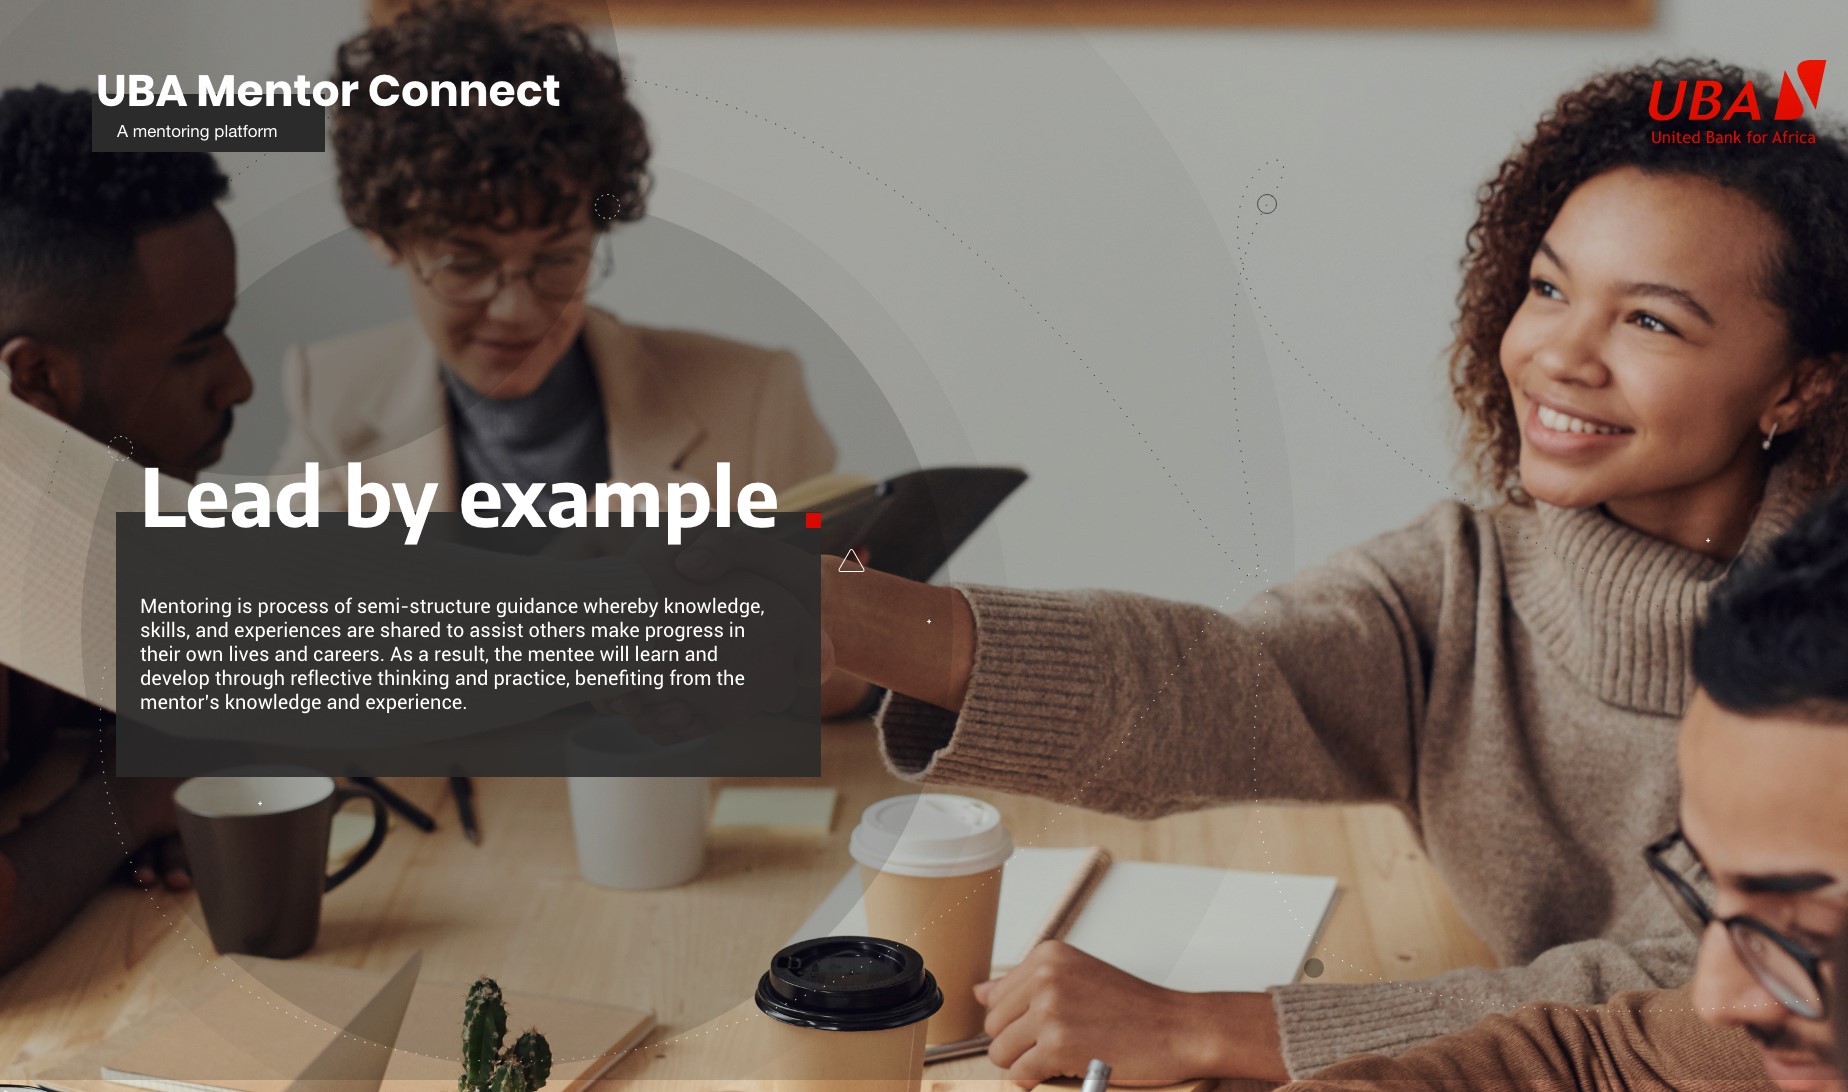 UBA Mentor Connect
A mentoring platform
UBA
United Bank for Africa
Lead by example .
Mentoring is process of semi-structure guidance whereby knowledge,
skills, and experiences are shared to assist others make progress in
their own lives and careers. As a result, the mentee will learn and
develop through reflective thinking and practice, benefiting from the
mentor's knowledge and experience.